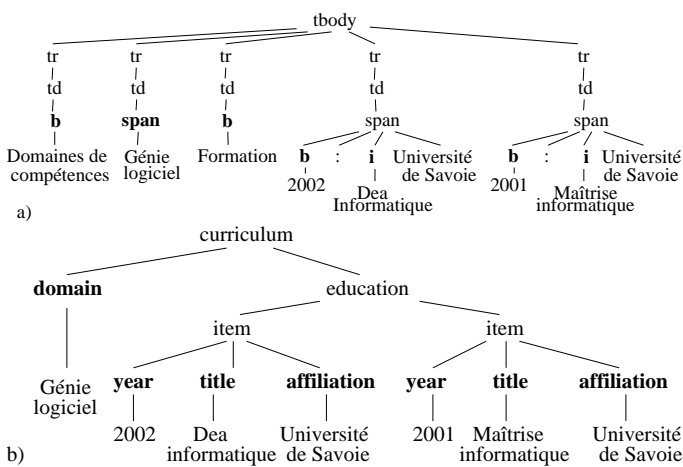 tbody
tr tr tr tr tr
td td td td td
b span b span span
Domaines de compétences Génie logiciel Formation b : i Université de Savoie b : i Université de Savoie
2002 Dea Informatique 2001 Maîtrise informatique
a)
curriculum
domain education
item item
Génie logiciel year title affiliation year title affiliation
2002 Dea informatique Université de Savoie 2001 Maîtrise informatique Université de Savoie
b)